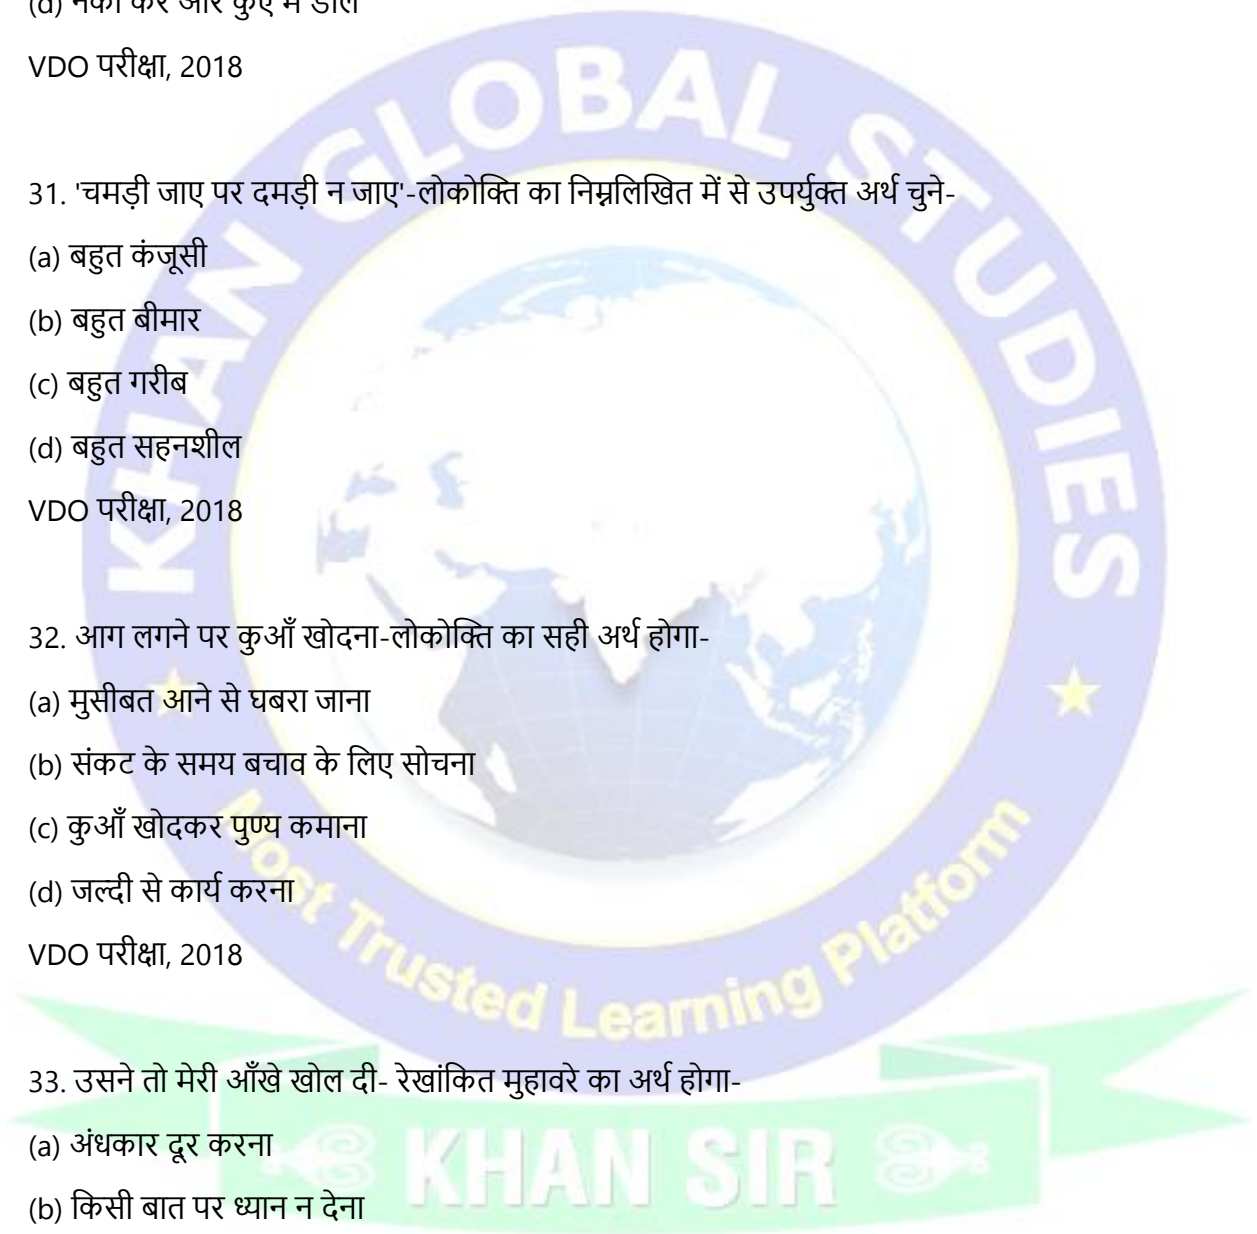 (d) नेकी कर और कुएं में डाल
VDO परीक्षा, 2018
31. 'चमड़ी जाए पर दमड़ी न जाए'-लोकोक्ति का निम्नलिखित में से उपर्युक्त अर्थ चुने-
(a) बहुत कंजूसी
(b) बहुत बीमार
(c) बहुत गरीब
(d) बहुत सहनशील
VDO परीक्षा, 2018
32. आग लगने पर कुआँ खोदना-लोकोक्ति का सही अर्थ होगा-
(a) मुसीबत आने से घबरा जाना
(b) संकट के समय बचाव के लिए सोचना
(c) कुआँ खोदकर पुण्य कमाना
(d) जल्दी से कार्य करना
VDO परीक्षा, 2018
33. उसने तो मेरी आँखे खोल दी- रेखांकित मुहावरे का अर्थ होगा-
(a) अंधकार दूर करना
(b) किसी बात पर ध्यान न देना
KHAN GLOBAL STUDIES
Most Trusted Learning Platform
KHAN SIR